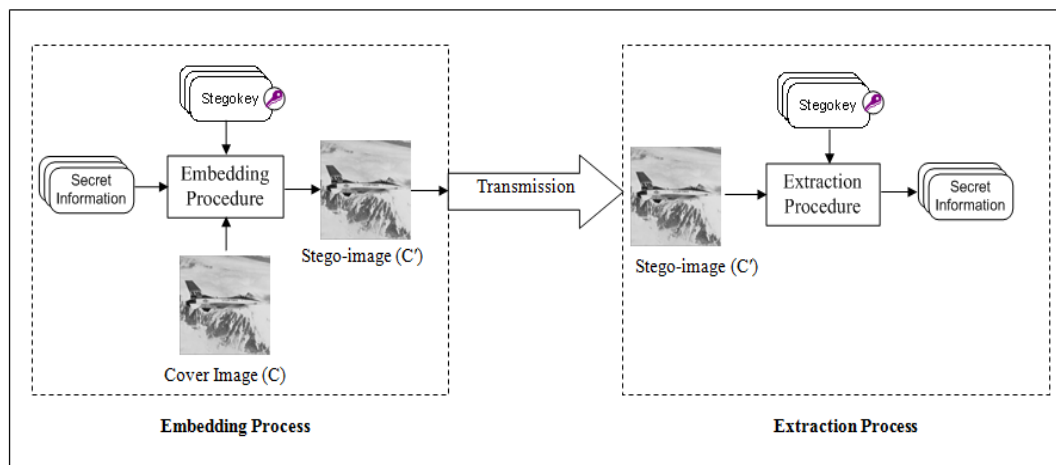 Stegokey
Secret
Information
Embedding
Procedure
Stego-image (C′)
Cover Image (C)
Embedding Process
Transmission
Stegokey
Stego-image (C′)
Extraction
Procedure
Secret
Information
Extraction Process